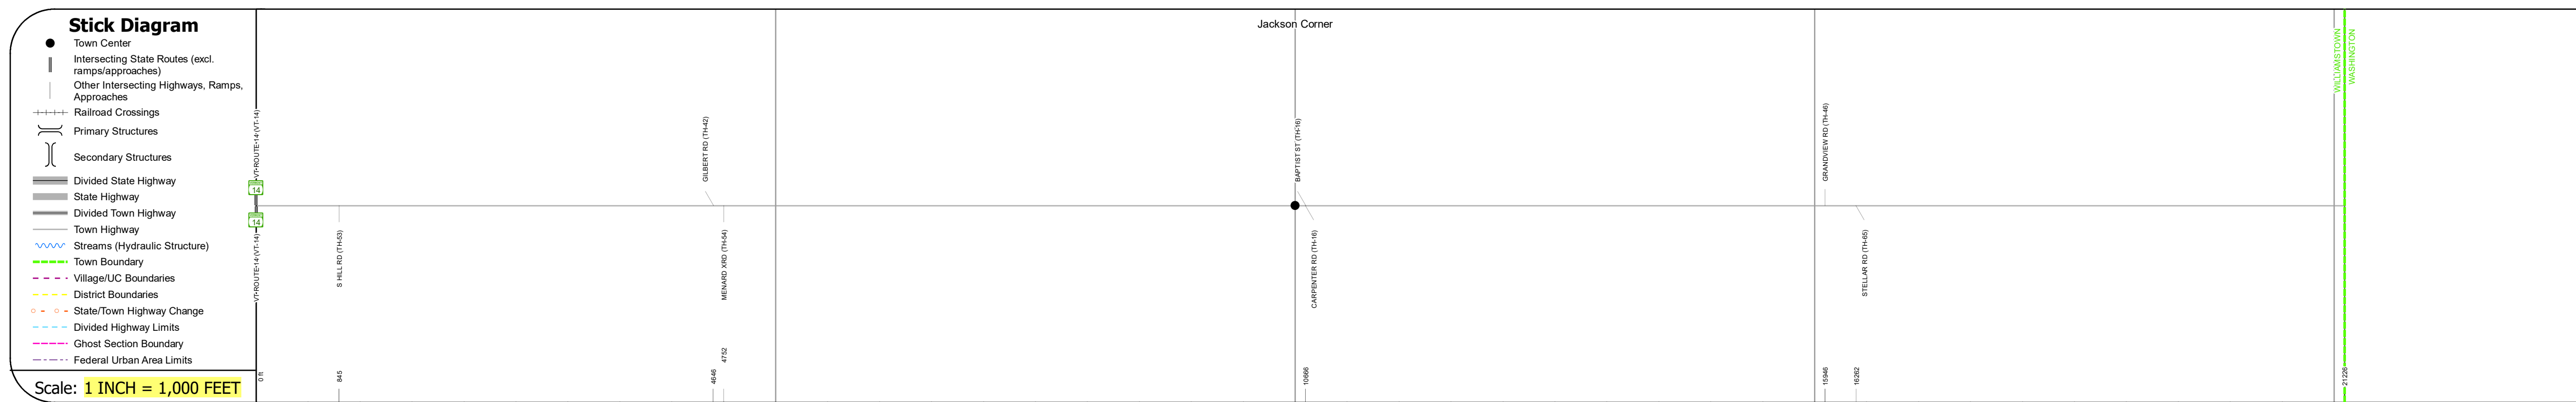 Stick Diagram
Town Center
Intersecting State Routes (excl.
ramps/approaches)
Other Intersecting Highways, Ramps,
Approaches
Railroad Crossings
Primary Structures
Secondary Structures
Divided State Highway
State Highway
Divided Town Highway
Town Highway
Streams (Hydraulic Structure)
Town Boundary
Village/UC Boundaries
District Boundaries
State/Town Highway Change
Divided Highway Limits
Ghost Section Boundary
Federal Urban Area Limits
Scale: 1 INCH = 1,000 FEET
VT-ROUTE-14 (VT-14)
14
14
VT-ROUTE-14 (VT-14)
0 ft
S HILL RD (TH-53)
845
GILBERT RD (TH-42)
4646
MENARD XRD (TH-54)
4752
Jackson Corner
BAPTIST ST (TH-16)
CARPENTER RD (TH-16)
10666
GRANDVIEW RD (TH-46)
15946
STELLAR RD (TH-65)
16262
WILLIAMSTOWN
WASHINGTON
21226